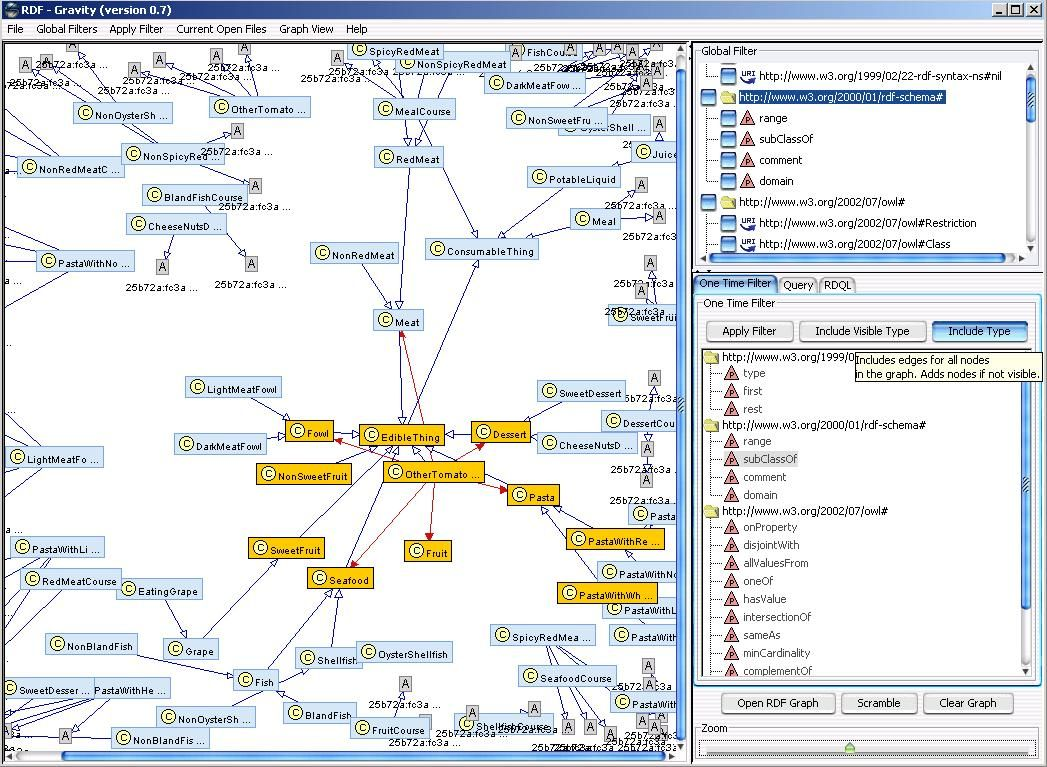 RDF - Gravity (version 0.7)
File Global Filters Apply Filter Current Open Files Graph View Help
SpicyRedMeat
NonSpicyRedMeat
FishCourse
DarkMeatFow ...
NonOysterSh ...
OtherTomato ...
MealCourse
NonSweetFru ...
OysterShell ...
NonSpicyRed ...
NonRedMeatC ...
RedMeat
Juice
PotableLiquid
BlandFishCourse
25b72a:fc3a ...
CheeseNutsD ...
Meal
25b72a:fc3a
NonRedMeat
ConsumableThing
PastaWithNo ...
25b72a:fc3a ...
25b72a:fc3a ...
Meat
SweetFruit
LightMeatFowl
SweetDessert
Fowl
EdibleThing
Dessert
DessertCou
DarkMeatFowl
CheeseNutsD ...
LightMeatFo ...
NonSweetFruit
OtherTomato ...
Pasta
Pasta
PastaWithRe ...
PastaWithLi ...
SweetFruit
Fruit
RedMeatCourse
EatingGrape
Seafood
PastaWithNo
PastaWithWh ...
PastaWithL
NonBlandFish
Grape
Shellfish
OysterShellfish
SpicyRedMea ...
PastaWith
SweetDesser ...
PastaWithHe ...
Fish
SeafoodCourse
25b72a:fc3a ...
PastaWith
NonOysterSh ...
BlandFish
FruitCourse
ShellfishCourse
NonBlandFis ...
25b72a:fc3a ...
Global Filter
URI http://www.w3.org/1999/02/22-rdf-syntax-ns#nil
http://www.w3.org/2000/01/rdf-schema#
range
subClassOf
comment
domain
http://www.w3.org/2002/07/owl#
URI http://www.w3.org/2002/07/owl#Restriction
URI http://www.w3.org/2002/07/owl#Class
One Time Filter Query RDQL
One Time Filter
Apply Filter Include Visible Type Include Type
http://www.w3.org/1999/0
Includes edges for all nodes
in the graph. Adds nodes if not visible.
type
first
rest
http://www.w3.org/2000/01/rdf-schema#
range
subClassOf
comment
domain
http://www.w3.org/2002/07/owl#
onProperty
disjointWith
allValuesFrom
oneOf
hasValue
intersectionOf
sameAs
minCardinality
complementOf
Open RDF Graph Scramble Clear Graph
Zoom